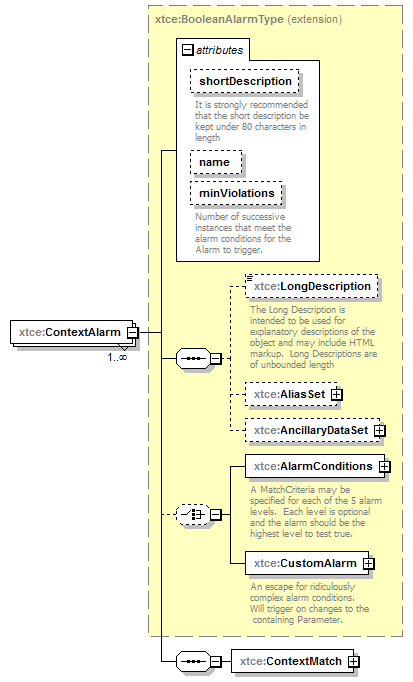 xtce:BooleanAlarmType (extension)
attributes
shortDescription
It is strongly recommended
that the short description be
kept under 80 characters in
length
name
minViolations
Number of successive
instances that meet the
alarm conditions for the
Alarm to trigger.
xtce:LongDescription
The Long Description is
intended to be used for
explanatory descriptions of the
object and may include HTML
markup.  Long Descriptions are
of unbounded length
xtce:ContextAlarm
1..∞
xtce:AliasSet
xtce:AncillaryDataSet
xtce:AlarmConditions
A MatchCriteria may be
specified for each of the 5 alarm
levels.  Each level is optional
and the alarm should be the
highest level to test true.
xtce:CustomAlarm
An escape for ridiculously
complex alarm conditions.
Will trigger on changes to the
containing Parameter.
xtce:ContextMatch